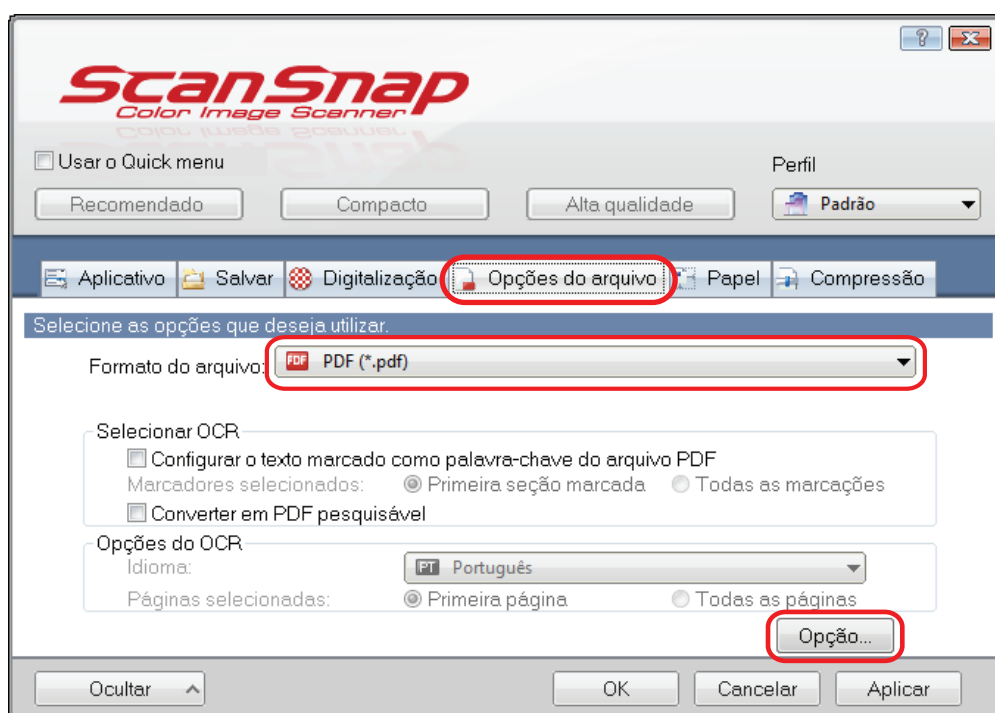 ScanSnap
Color Image Scanner
Usar o Quick menu
Perfil
Recomendado Compacto Alta qualidade Padrão
Aplicativo Salvar Digitalização Opções do arquivo Papel Compressão
Selecione as opções que deseja utilizar.
Formato do arquivo: PDF PDF (*.pdf)
Selecionar OCR
Configurar o texto marcado como palavra-chave do arquivo PDF
Marcadores selecionados: Primeira seção marcada Todas as marcações
Converter em PDF pesquisável
Opções do OCR
Idioma: PT Português
Páginas selecionadas: Primeira página Todas as páginas
Opção...
Ocultar OK Cancelar Aplicar